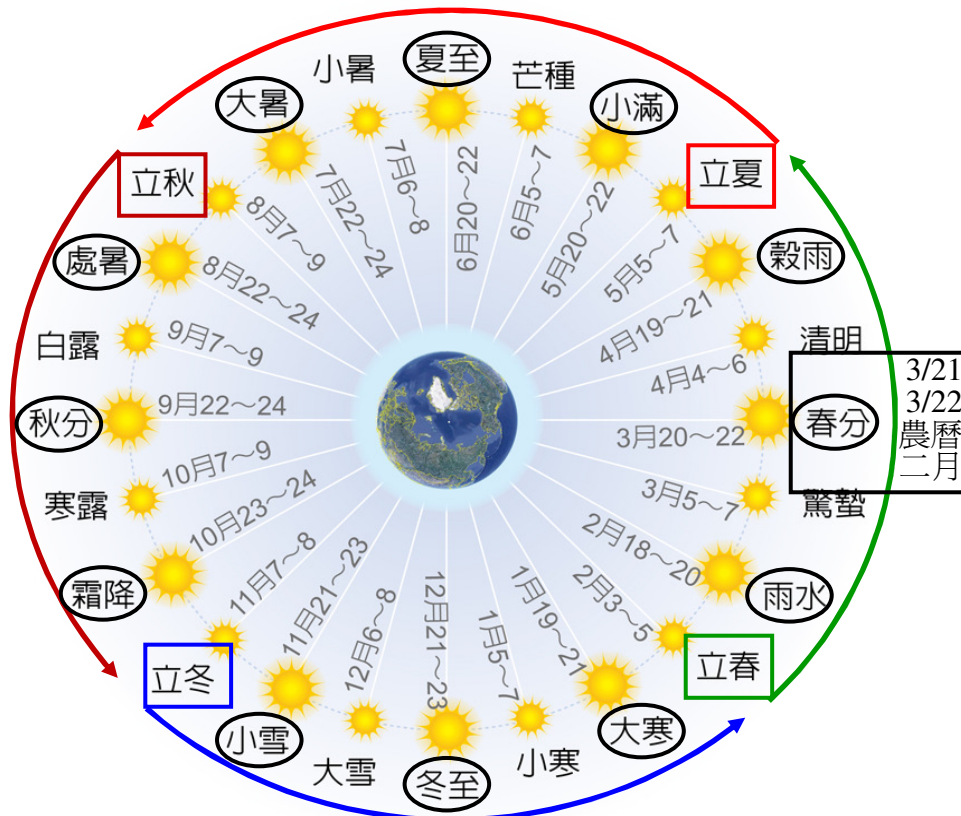 夏至
6月20～22
芒種
6月5～7
小滿
5月20～22
立夏
5月5～7
穀雨
4月19～21
清明
4月4～6
春分
3月20～22
3/21
3/22
農曆
二月
驚蟄
3月5～7
雨水
2月18～20
立春
2月3～5
大寒
1月19～21
小寒
1月5～7
冬至
12月21～23
大雪
12月6～8
小雪
11月21～23
立冬
11月7～8
霜降
10月23～24
寒露
10月7～9
秋分
9月22～24
白露
9月7～9
處暑
8月22～24
立秋
8月7～9
大暑
7月22～24
小暑
7月6～8